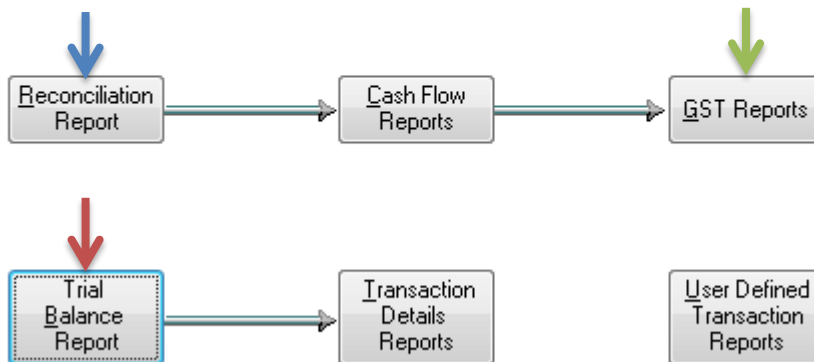 Reconciliation
Report
Cash Flow
Reports
GST Reports
Trial
Balance
Report
Transaction
Details
Reports
User Defined
Transaction
Reports